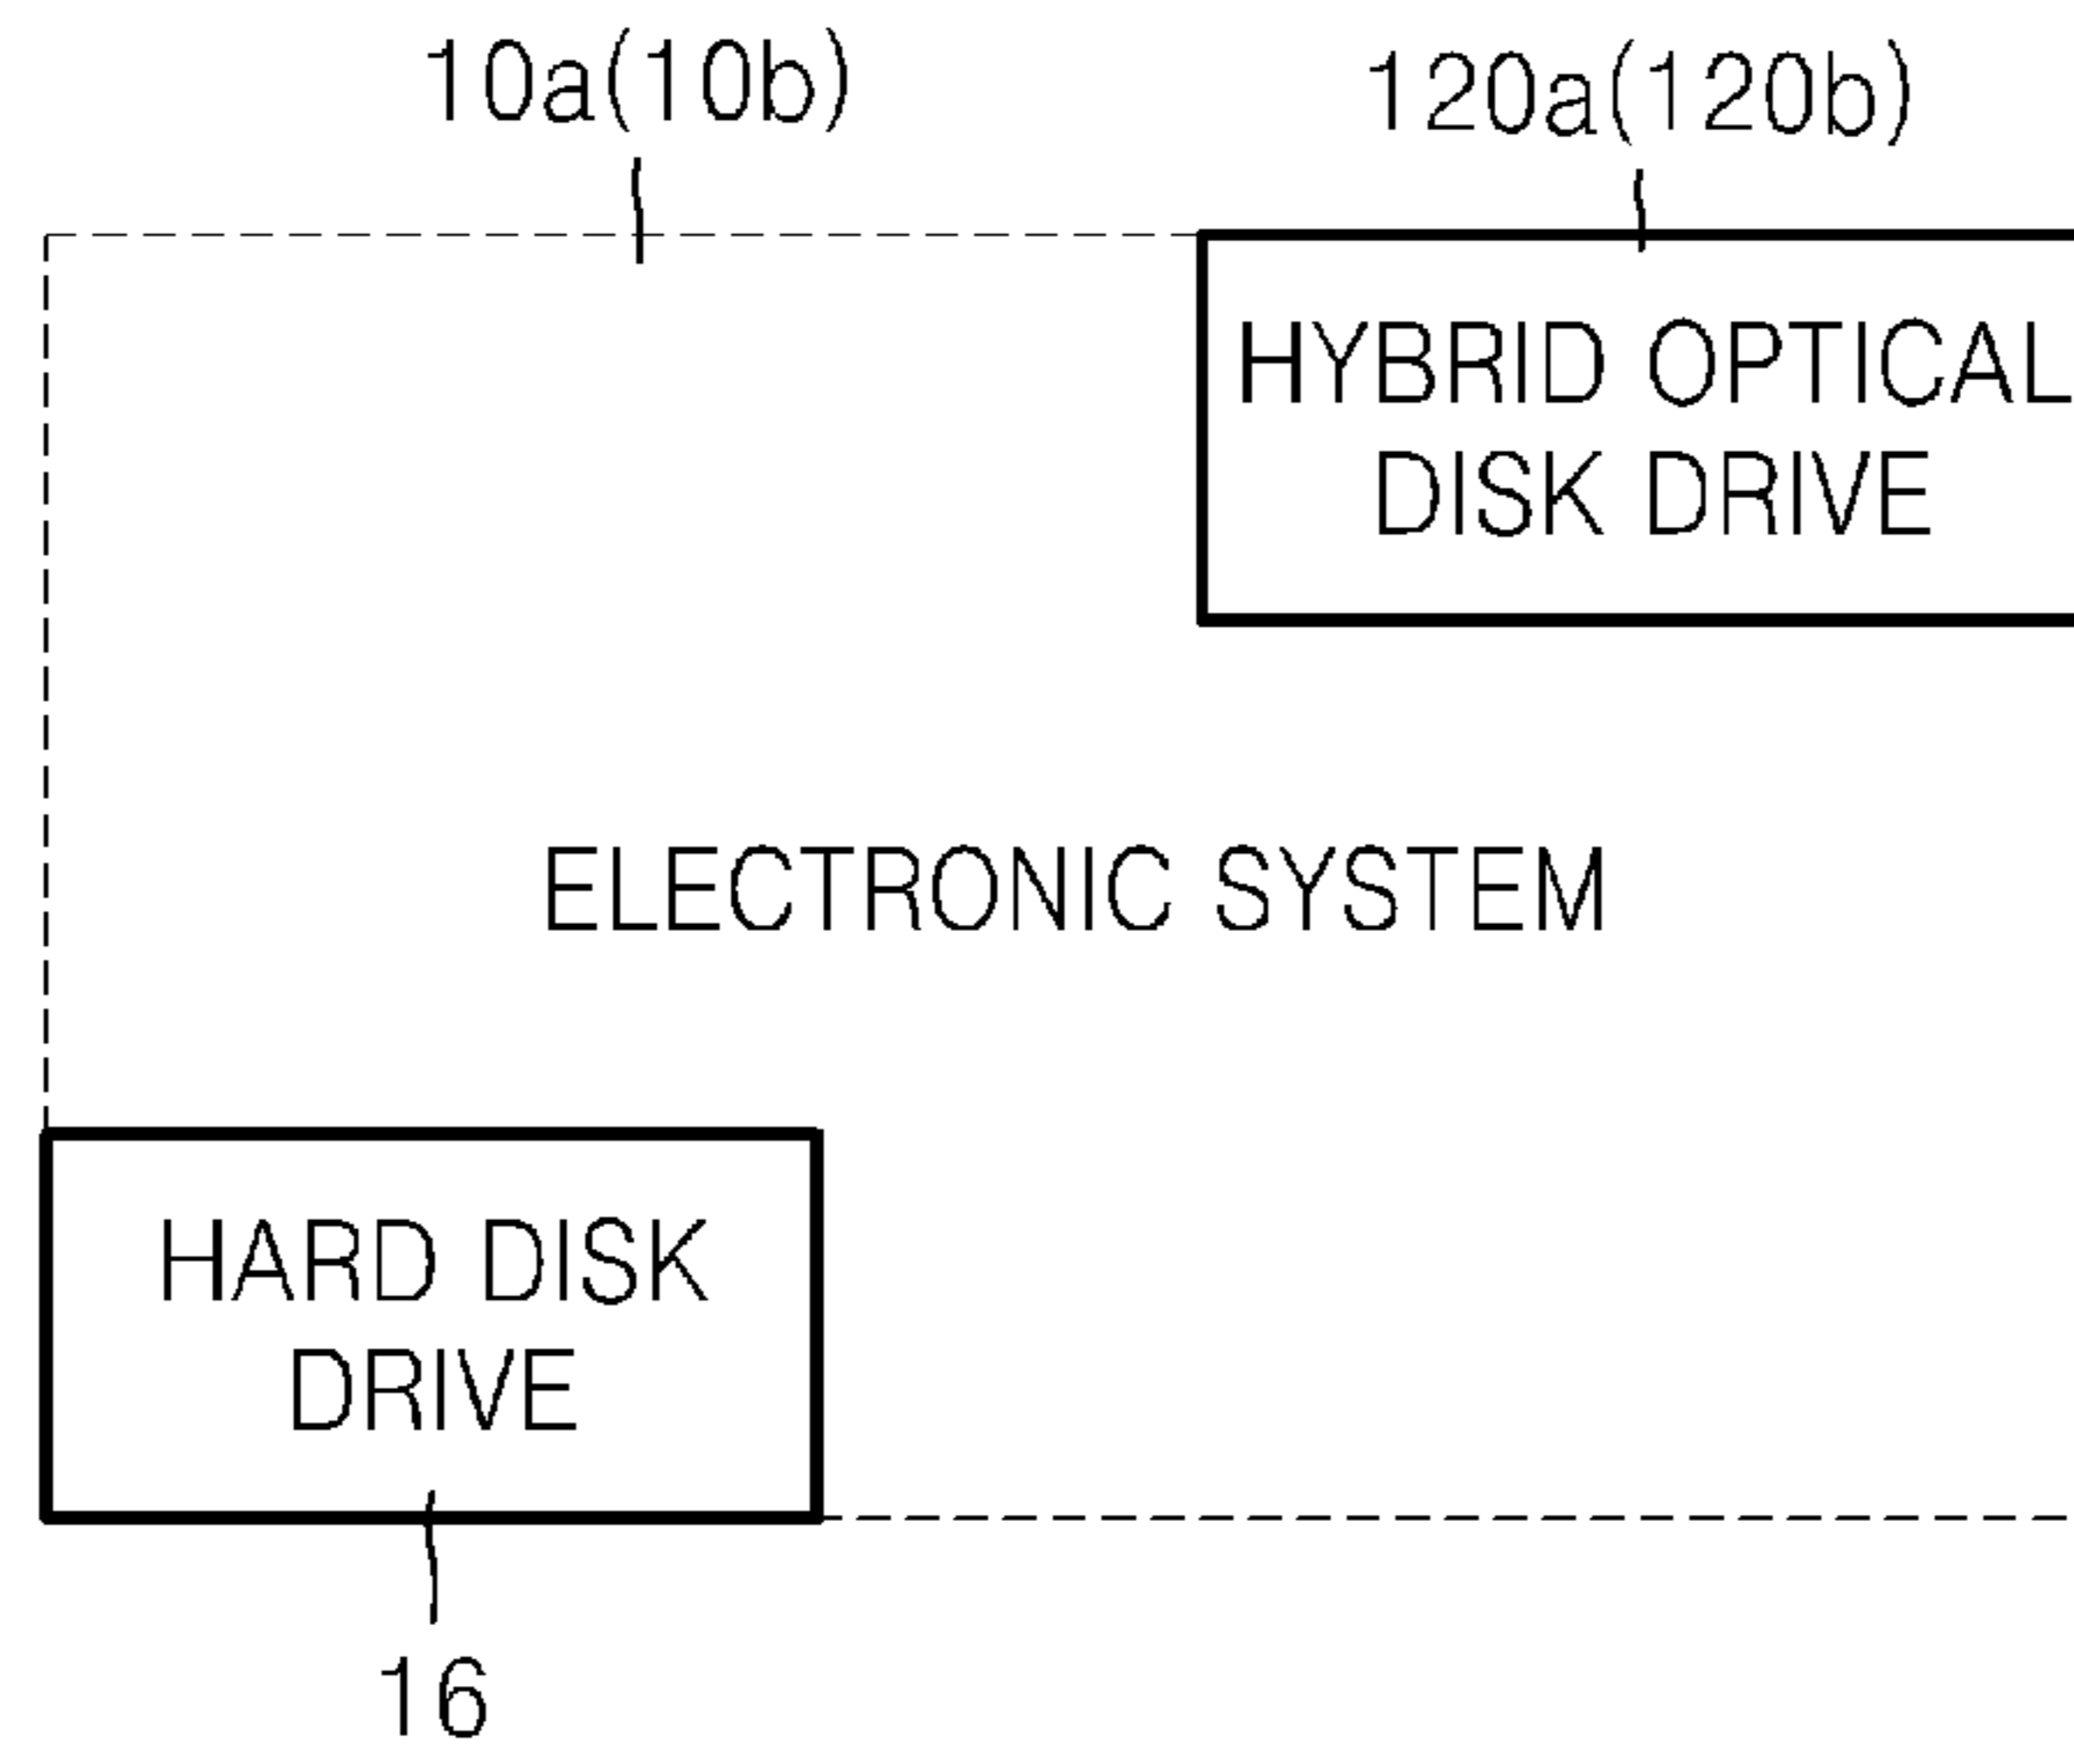 10a(10b)
120a(120b)
HYBRID OPTICAL
DISK DRIVE
ELECTRONIC SYSTEM
HARD DISK
DRIVE
16